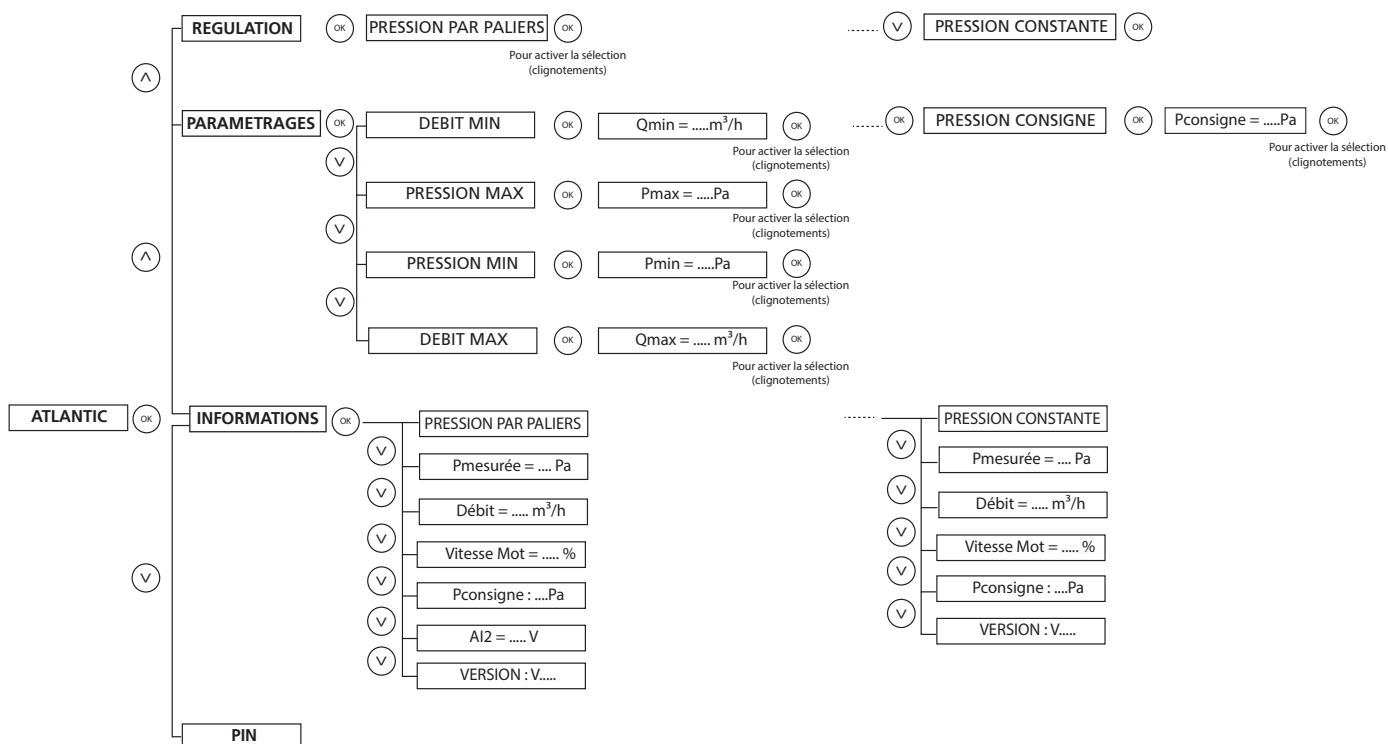 REGULATION OK PRESSION PAR PALIERS OK
Pour activer la sélection
(clignotements)
........ V PRESSION CONSTANTE OK
PARAMETRAGES OK DEBIT MIN OK Qmin = .....m³/h OK
Pour activer la sélection
(clignotements)
........ OK PRESSION CONSIGNE OK Pconsigne = .....Pa OK
Pour activer la sélection
(clignotements)
PRESSION MAX OK Pmax = .....Pa OK
Pour activer la sélection
(clignotements)
PRESSION MIN OK Pmin = .....Pa OK
Pour activer la sélection
(clignotements)
DEBIT MAX OK Qmax = ..... m³/h OK
Pour activer la sélection
(clignotements)
ATLANTIC OK INFORMATIONS OK
PRESSION PAR PALIERS
Pmesurée = .... Pa
Débit = ..... m³/h
Vitesse Mot = ..... %
Pconsigne : ....Pa
AI2 = ..... V
VERSION : V.....
PRESSION CONSTANTE
Pmesurée = .... Pa
Débit = ..... m³/h
Vitesse Mot = ..... %
Pconsigne : ....Pa
VERSION : V.....
PIN